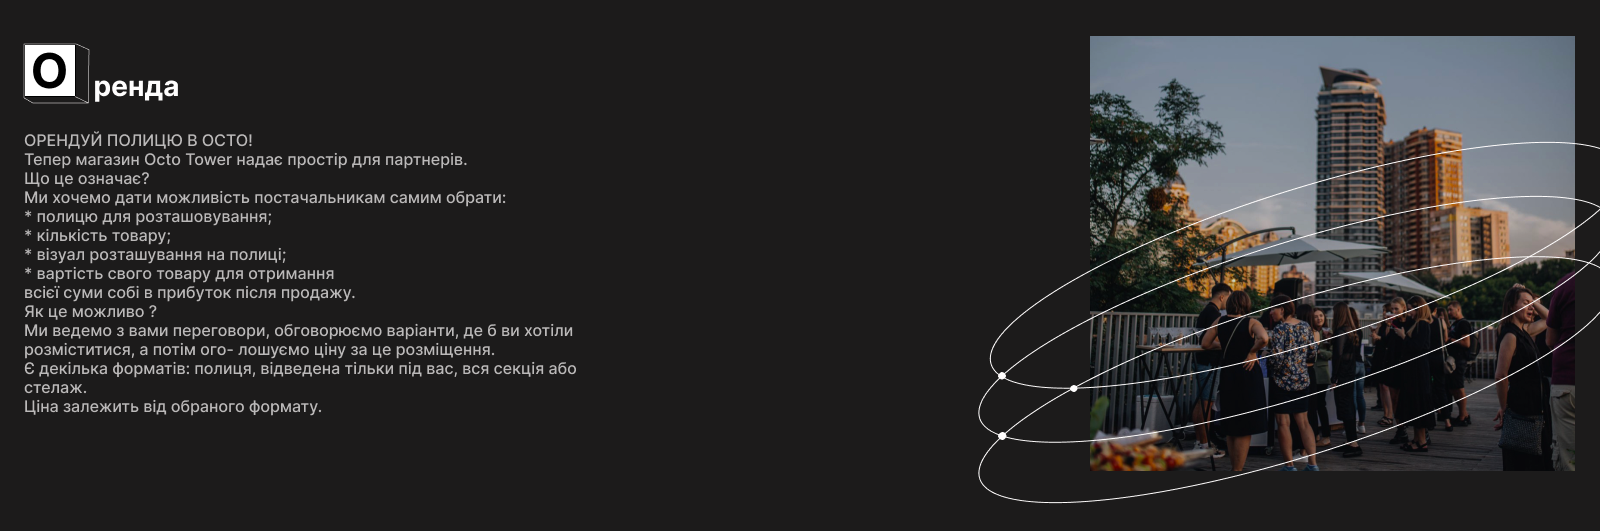 Оренда
ОРЕНДУЙ ПОЛИЦЮ В ОСТО!
Тепер магазин Octo Tower надає простір для партнерів.
Що це означає?
Ми хочемо дати можливість постачальникам самим обрати:
* полицю для розташовування;
* кількість товару;
* візуал розташування на полиці;
* вартість свого товару для отримання
всієї суми собі в прибуток після продажу.
Як це можливо ?
Ми ведемо з вами переговори, обговорюємо варіанти, де б ви хотіли
розміститися, а потім ого- лошуємо ціну за це розміщення.
Є декілька форматів: полиця, відведена тільки під вас, вся секція або
стелаж.
Ціна залежить від обраного формату.